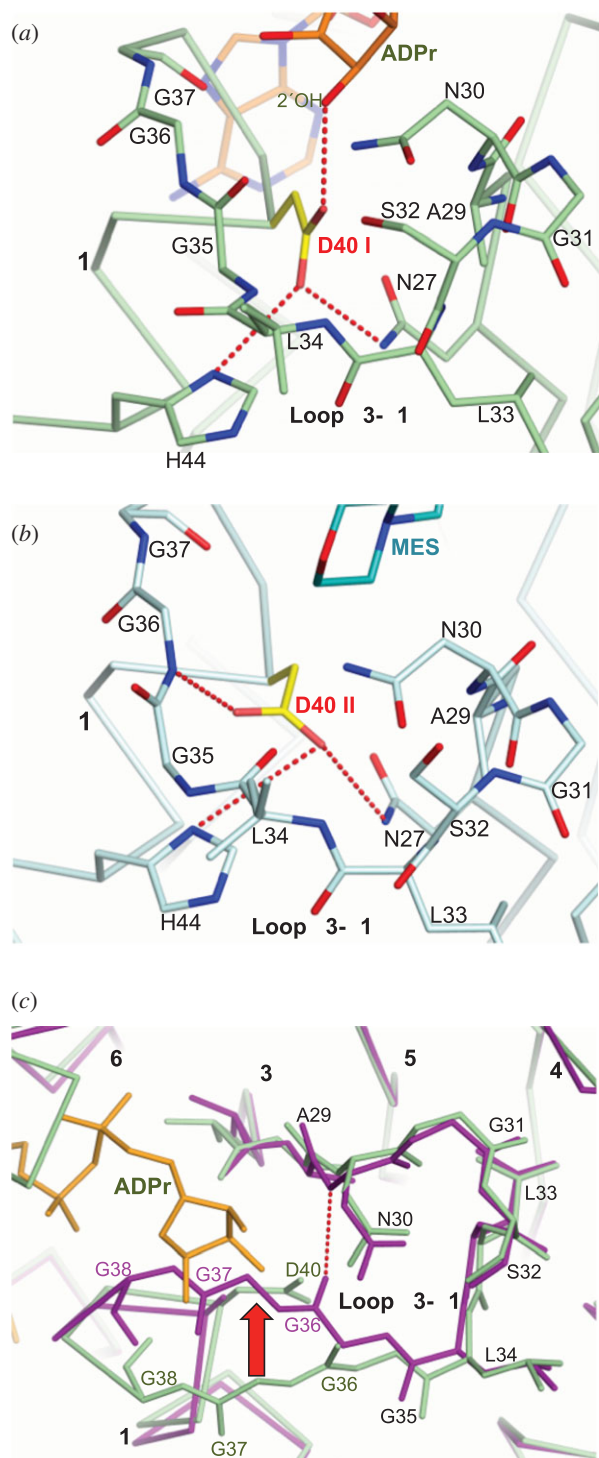 (a)
ADPr
G37
2´OH
N30
G36
S32
A29
G35
D40 I
G31
1
N27
L34
Loop 3- 1
L33
H44
(b)
G37
MES
G36
N30
D40 II
A29
1
G35
G31
L34
N27
S32
H44
Loop 3- 1
L33
(c)
6
3
5
4
A29
G31
ADPr
L33
N30
G38
G37
D40
S32
Loop 3- 1
G36
G38
G36
L34
G35
G37
1